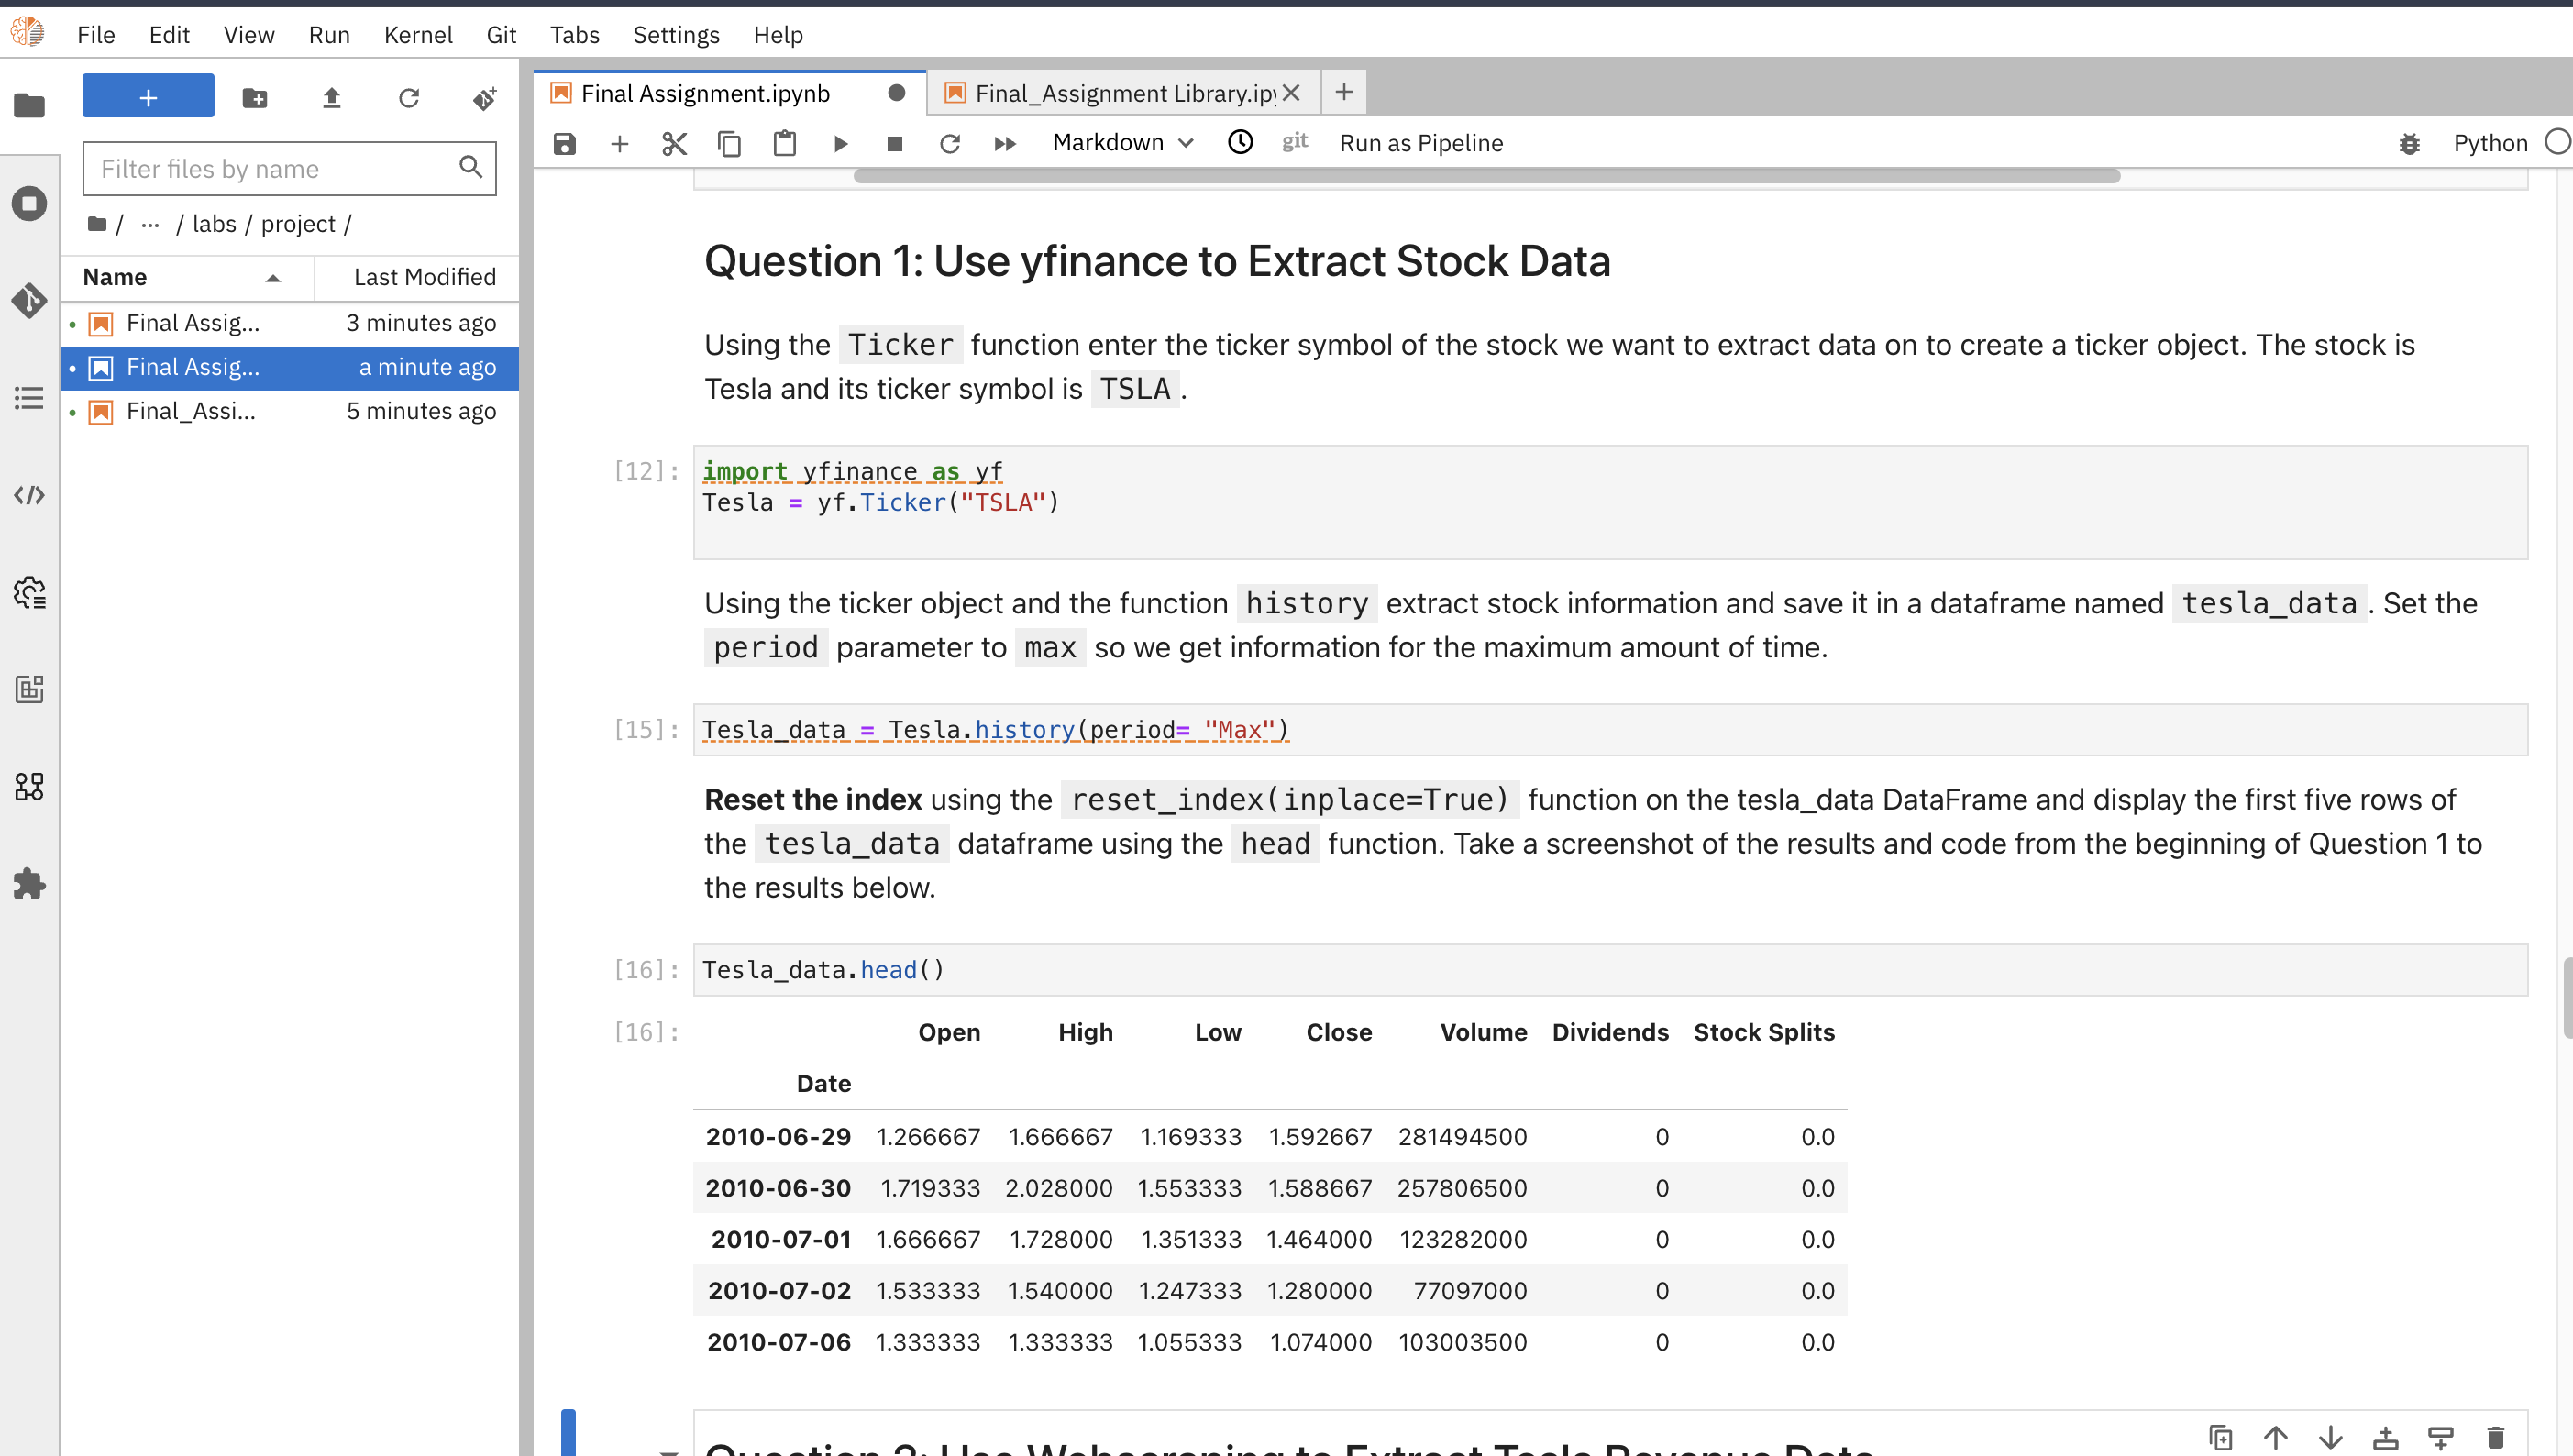 File Edit View Run Kernel Git Tabs Settings Help
Final Assignment.ipynb
Final_Assignment Library.ipy
Markdown
git
Run as Pipeline
Python
Filter files by name
/ ... / labs / project /
Name Last Modified
Final Assig... 3 minutes ago
Final Assig... a minute ago
Final_Assi... 5 minutes ago
Question 1: Use yfinance to Extract Stock Data
Using the Ticker function enter the ticker symbol of the stock we want to extract data on to create a ticker object. The stock is
Tesla and its ticker symbol is TSLA.
[12]: import yfinance as yf
Tesla = yf.Ticker("TSLA")
Using the ticker object and the function history extract stock information and save it in a dataframe named tesla_data. Set the
period parameter to max so we get information for the maximum amount of time.
[15]: Tesla_data = Tesla.history(period= "Max")
Reset the index using the reset_index(inplace=True) function on the tesla_data DataFrame and display the first five rows of
the tesla_data dataframe using the head function. Take a screenshot of the results and code from the beginning of Question 1 to
the results below.
[16]: Tesla_data.head()
[16]: Open High Low Close Volume Dividends Stock Splits
Date
2010-06-29 1.266667 1.666667 1.169333 1.592667 281494500 0 0.0
2010-06-30 1.719333 2.028000 1.553333 1.588667 257806500 0 0.0
2010-07-01 1.666667 1.728000 1.351333 1.464000 123282000 0 0.0
2010-07-02 1.533333 1.540000 1.247333 1.280000 77097000 0 0.0
2010-07-06 1.333333 1.333333 1.055333 1.074000 103003500 0 0.0
Question 2: Use Webscraping to Extract Tesla Revenue Data